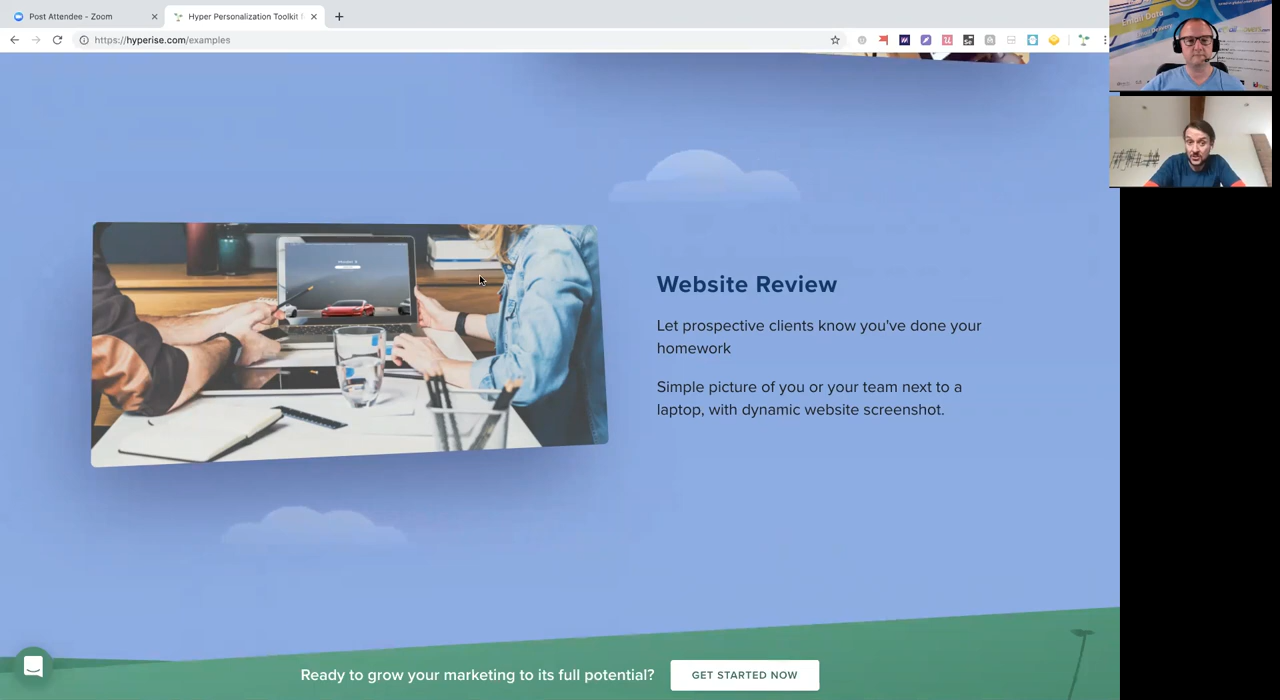 Post Attendee - Zoom
Hyper Personalization Toolkit f
https://hyperise.com/examples
Email Data
Website Review
Let prospective clients know you've done your
homework
Simple picture of you or your team next to a
laptop, with dynamic website screenshot.
Ready to grow your marketing to its full potential?
GET STARTED NOW